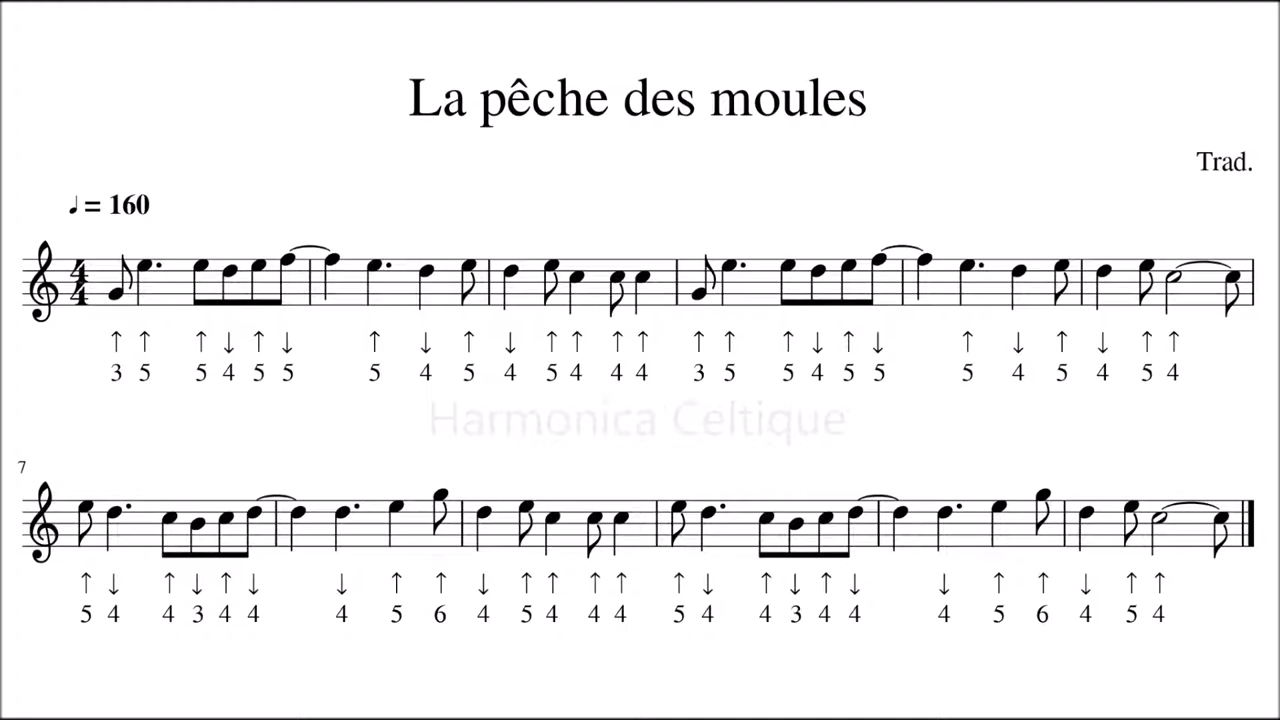 La pêche des moules
Trad.
♩ = 160
4
4
↑ ↑ ↑ ↓ ↑ ↓ ↑ ↓ ↑ ↓ ↑ ↑ ↑ ↑ ↑ ↑ ↑ ↓ ↑ ↓ ↑ ↓ ↑ ↓ ↑ ↑
3 5 5 4 5 5 5 4 5 4 5 4 4 4 3 5 5 4 5 5 5 4 5 4 5 4
Harmonica Celtique
7
↑ ↓ ↑ ↓ ↑ ↓ ↓ ↑ ↑ ↓ ↑ ↑ ↑ ↑ ↑ ↓ ↑ ↓ ↑ ↓ ↓ ↑ ↑ ↓ ↑ ↑
5 4 4 3 4 4 4 5 6 4 5 4 4 4 5 4 4 3 4 4 4 5 6 4 5 4